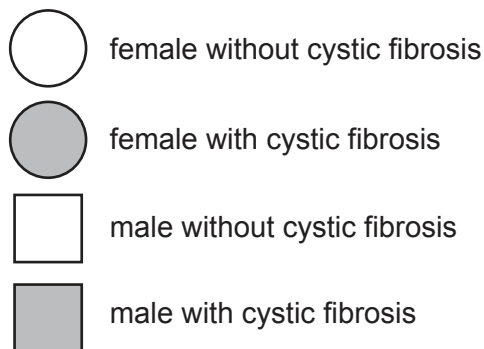 female without cystic fibrosis
female with cystic fibrosis
male without cystic fibrosis
male with cystic fibrosis